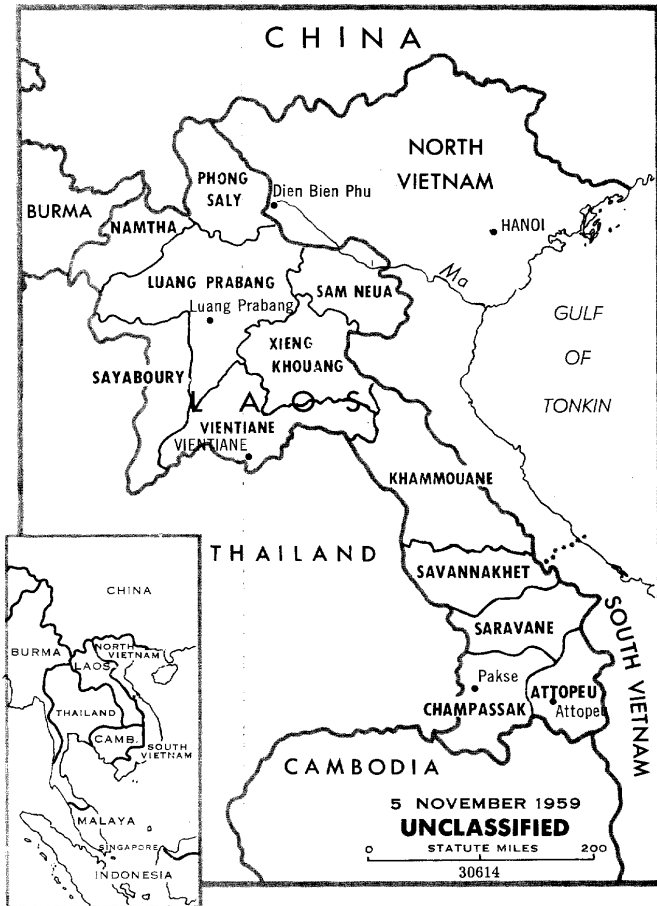 CHINA
NORTH
VIETNAM
PHONG
SALY
Dien Bien Phu
BURMA
NAMTHA
HANOI
LUANG PRABANG
Luang Prabang
SAM NEUA
Ma
GULF
OF
TONKIN
XIENG
KHOUANG
SAYABOURY
LAOS
VIENTIANE
VIENTIANE
KHAMMOUANE
THAILAND
SAVANNAKHET
SARAVANE
SOUTH VIETNAM
Pakse
CHAMPASSAK
ATTOPEU
Attopeu
CAMBODIA
5 NOVEMBER 1959
UNCLASSIFIED
STATUTE MILES
0 200
30614
CHINA
BURMA
NORTH
VIETNAM
LAOS
THAILAND
CAMB.
SOUTH
VIETNAM
MALAYA
SINGAPORE
INDONESIA